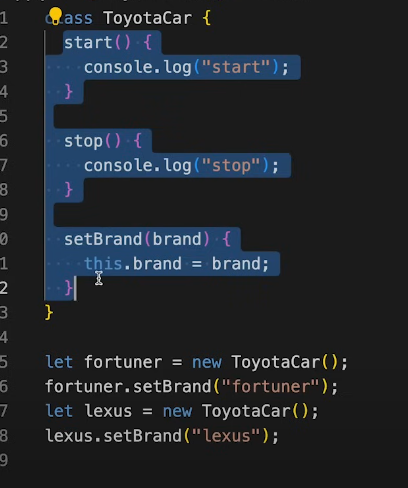 1 class ToyotaCar {
2 start() {
3 console.log("start");
4 }
5
6 stop() {
7 console.log("stop");
8 }
9
0 setBrand(brand) {
1 this.brand = brand;
2 }
3 }
4
5 let fortuner = new ToyotaCar();
6 fortuner.setBrand("fortuner");
7 let lexus = new ToyotaCar();
8 lexus.setBrand("lexus");
9